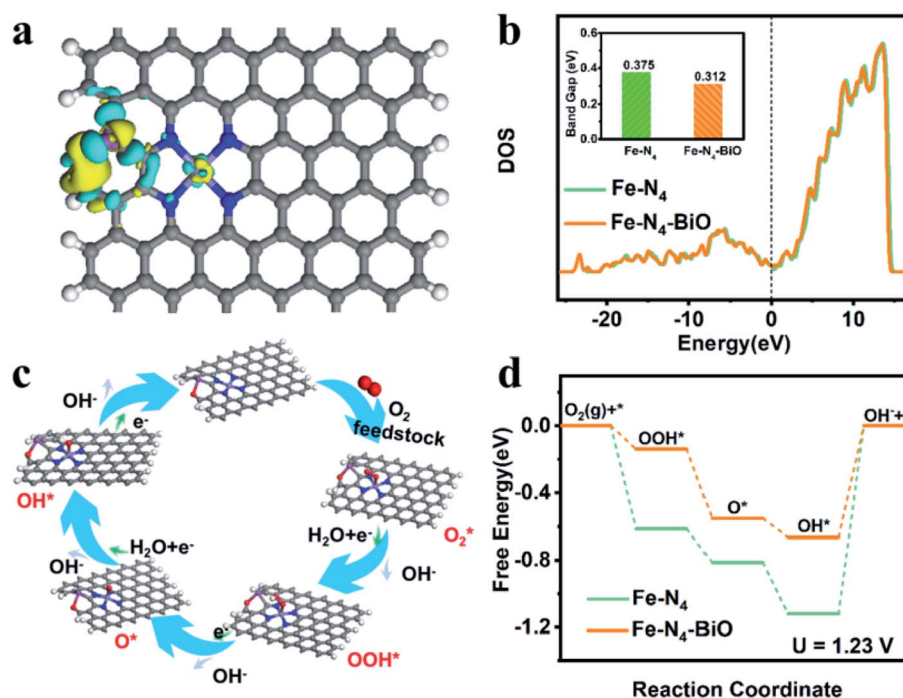 a
b
Band Gap (eV)
0.6
0.4
0.2
0.0
0.375
0.312
Fe-N₄
Fe-N₄-BiO
DOS
Fe-N₄
Fe-N₄-BiO
-20
-10
0
10
Energy(eV)
c
OH⁻
e⁻
O₂
feedstock
OH*
O₂*
H₂O+e⁻
H₂O+e⁻
OH⁻
OH⁻
O*
e⁻
OH⁻
OOH*
d
Free Energy(eV)
0.0
-0.4
-0.8
-1.2
O₂(g)+*
OOH*
O*
OH*
OH⁻+
Fe-N₄
Fe-N₄-BiO
U = 1.23 V
Reaction Coordinate